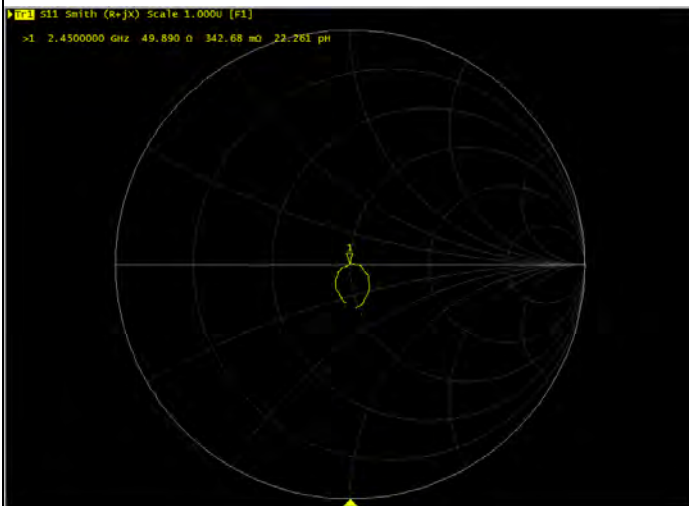 Tr1 S11 Smith (R+jX) Scale 1.000U [F1]
>1 2.4500000 GHz 49.890 Ω 342.68 mΩ 22.261 pH
1